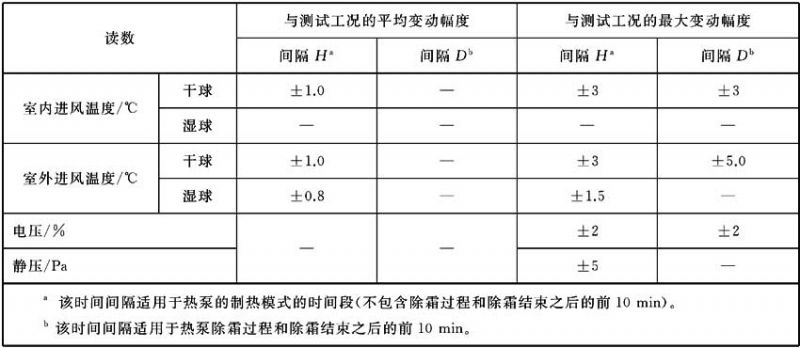 读数 与测试工况的平均变动幅度 与测试工况的最大变动幅度
间隔 Hᵃ 间隔 Dᵇ 间隔 Hᵃ 间隔 Dᵇ
室内进风温度/℃ 干球 ±1.0 — ±3 ±3
湿球 — — — —
室外进风温度/℃ 干球 ±1.0 — ±3 ±5.0
湿球 ±0.8 — ±1.5 —
电压/% — — ±2 ±2
静压/Pa ±5 —
ᵃ 该时间间隔适用于热泵的制热模式的时间段(不包含除霜过程和除霜结束之后的前 10 min)。
ᵇ 该时间间隔适用于热泵除霜过程和除霜结束之后的前 10 min。